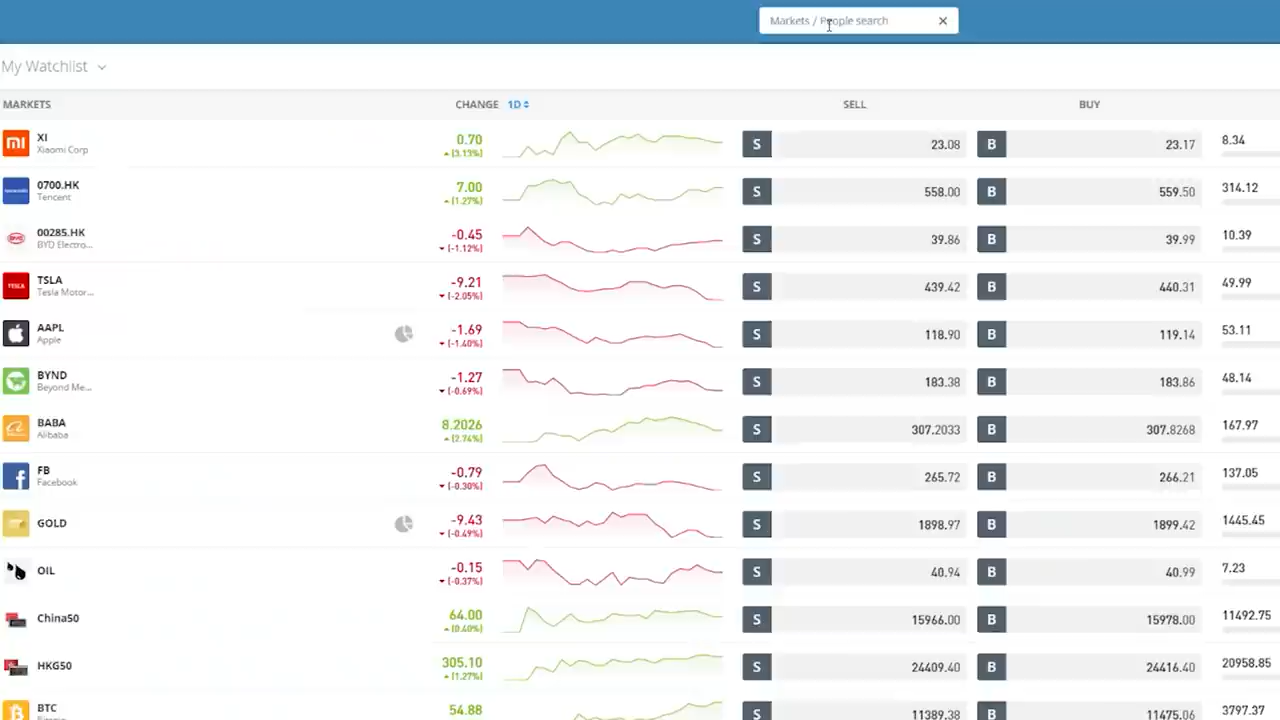 Markets / People search
My Watchlist
MARKETS CHANGE 1D SELL BUY
XI 0.70 S 23.08 B 23.17 8.34
Xiaomi Corp (3.13%)
0700.HK 7.00 S 558.00 B 559.50 314.12
Tencent (1.27%)
00285.HK -0.45 S 39.86 B 39.99 10.39
BYD Electro... (-1.12%)
TSLA -9.21 S 439.42 B 440.31 49.99
Tesla Motor... (-2.05%)
AAPL -1.69 S 118.90 B 119.14 53.11
Apple (-1.40%)
BYND -1.27 S 183.38 B 183.86 48.14
Beyond Me... (-0.69%)
BABA 8.2026 S 307.2033 B 307.8268 167.97
Alibaba (2.74%)
FB -0.79 S 265.72 B 266.21 137.05
Facebook (-0.30%)
GOLD -9.43 S 1898.97 B 1899.42 1445.45
(-0.49%)
OIL -0.15 S 40.94 B 40.99 7.23
(-0.37%)
China50 64.00 S 15966.00 B 15978.00 11492.75
(0.40%)
HKG50 305.10 S 24409.40 B 24416.40 20958.85
(1.27%)
BTC 54.88 S 11389.38 B 11475.06 3797.37